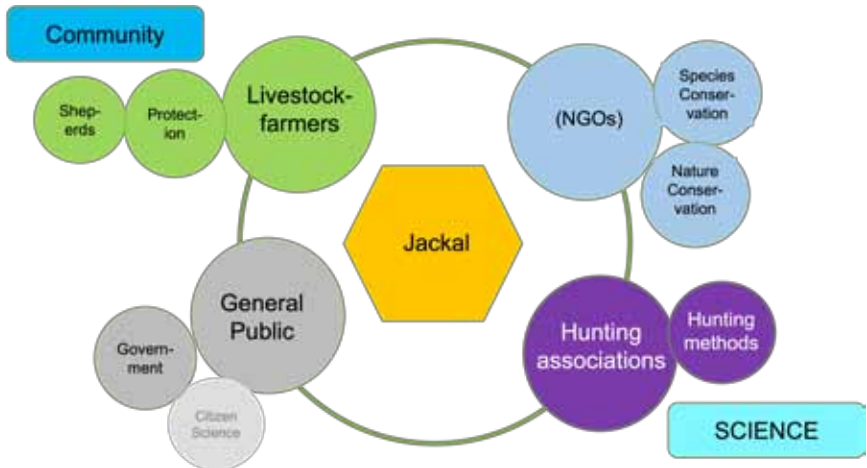 Community
Shep-
erds
Protect-
ion
Livestock-
farmers
(NGOs)
Species
Conser-
vation
Nature
Conser-
vation
Jackal
General
Public
Govern-
ment
Citizen
Science
Hunting
associations
Hunting
methods
SCIENCE